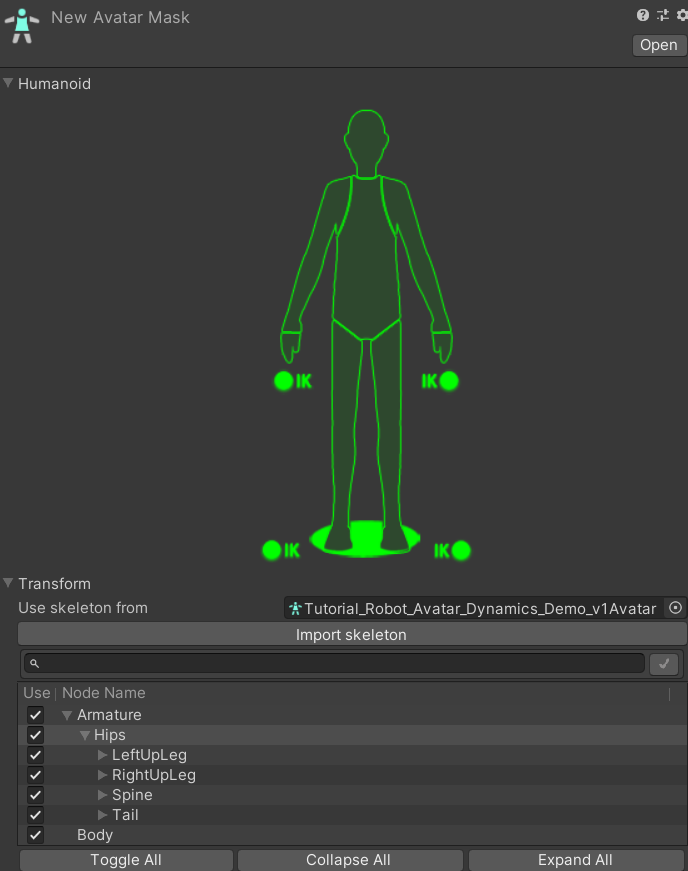 New Avatar Mask
Open
Humanoid
IK IK
IK IK
Transform
Use skeleton from Tutorial_Robot_Avatar_Dynamics_Demo_v1Avatar
Import skeleton
Use Node Name
Armature
Hips
LeftUpLeg
RightUpLeg
Spine
Tail
Body
Toggle All Collapse All Expand All